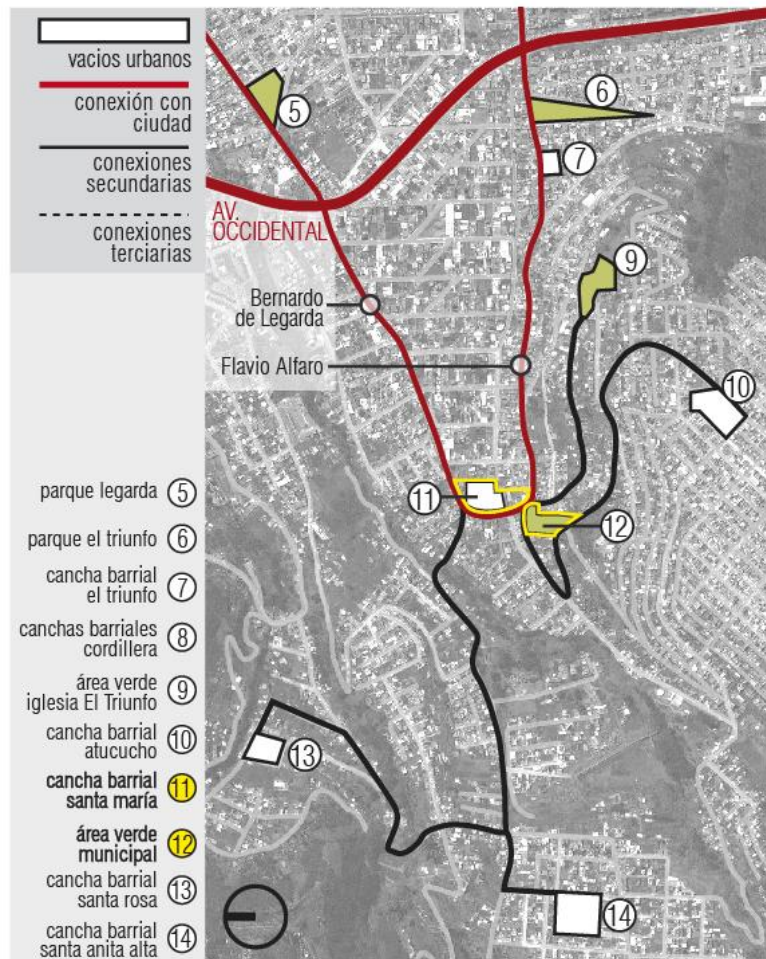 vacios urbanos
conexión con
ciudad
conexiones
secundarias
conexiones
terciarias
AV.
OCCIDENTAL
Bernardo
de Legarda
Flavio Alfaro
5
6
7
9
10
11
12
13
14
parque legarda 5
parque el triunfo 6
cancha barrial
el triunfo 7
canchas barriales
cordillera 8
área verde
iglesia El Triunfo 9
cancha barrial
atucucho 10
cancha barrial
santa maría 11
área verde
municipal 12
cancha barrial
santa rosa 13
cancha barrial
santa anita alta 14